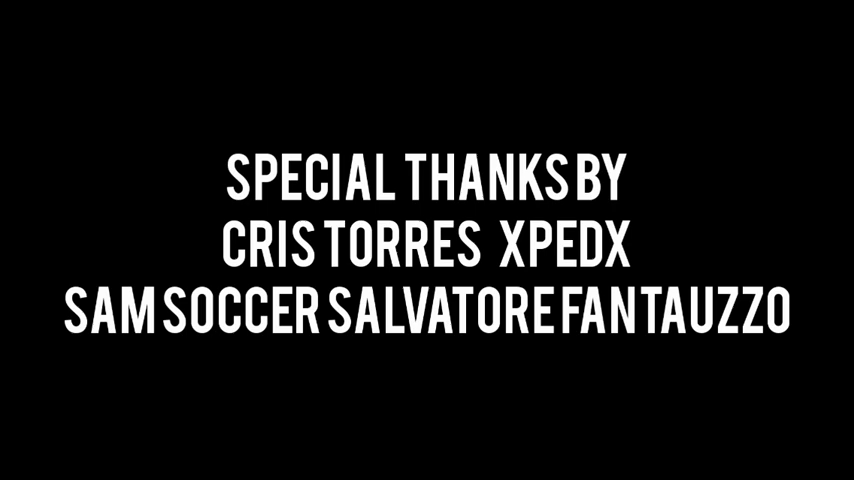 SPECIAL THANKS BY
CRIS TORRES XPEDX
SAM SOCCER SALVATORE FANTAUZZO